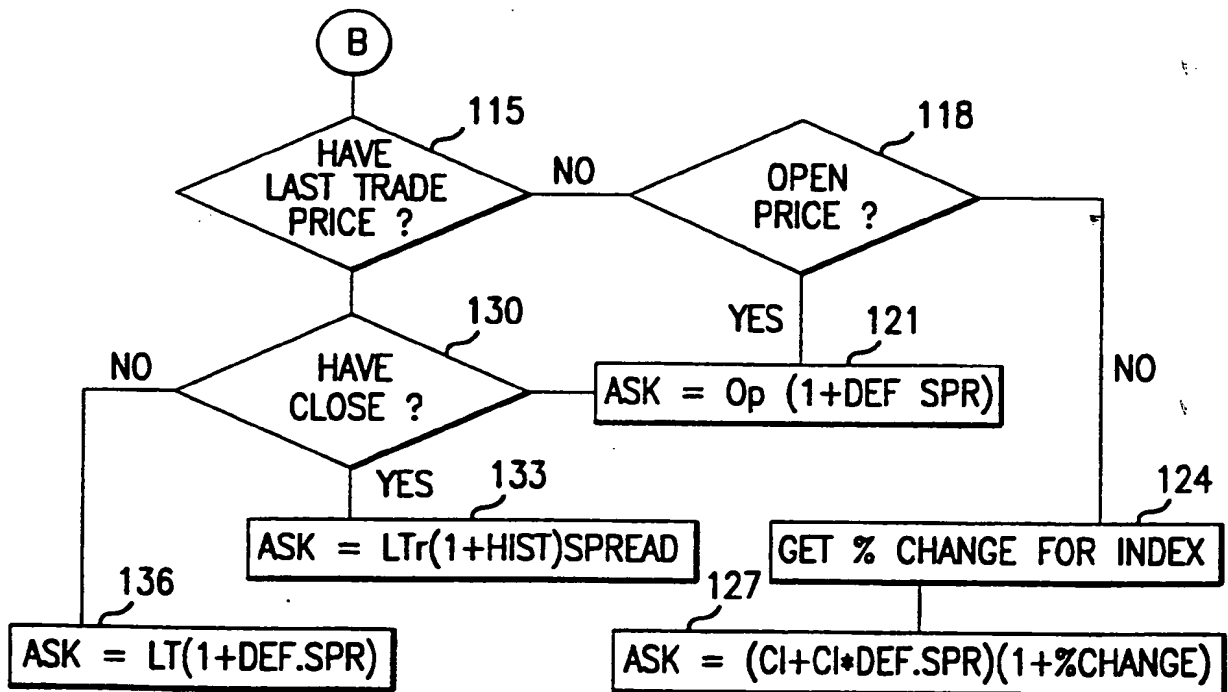 B
115
HAVE
LAST TRADE
PRICE ?
NO
118
OPEN
PRICE ?
YES
NO
130
HAVE
CLOSE ?
NO
YES
121
ASK = Op (1+DEF SPR)
133
ASK = LTr(1+HIST)SPREAD
124
GET % CHANGE FOR INDEX
136
ASK = LT(1+DEF.SPR)
127
ASK = (Cl+Cl*DEF.SPR)(1+%CHANGE)